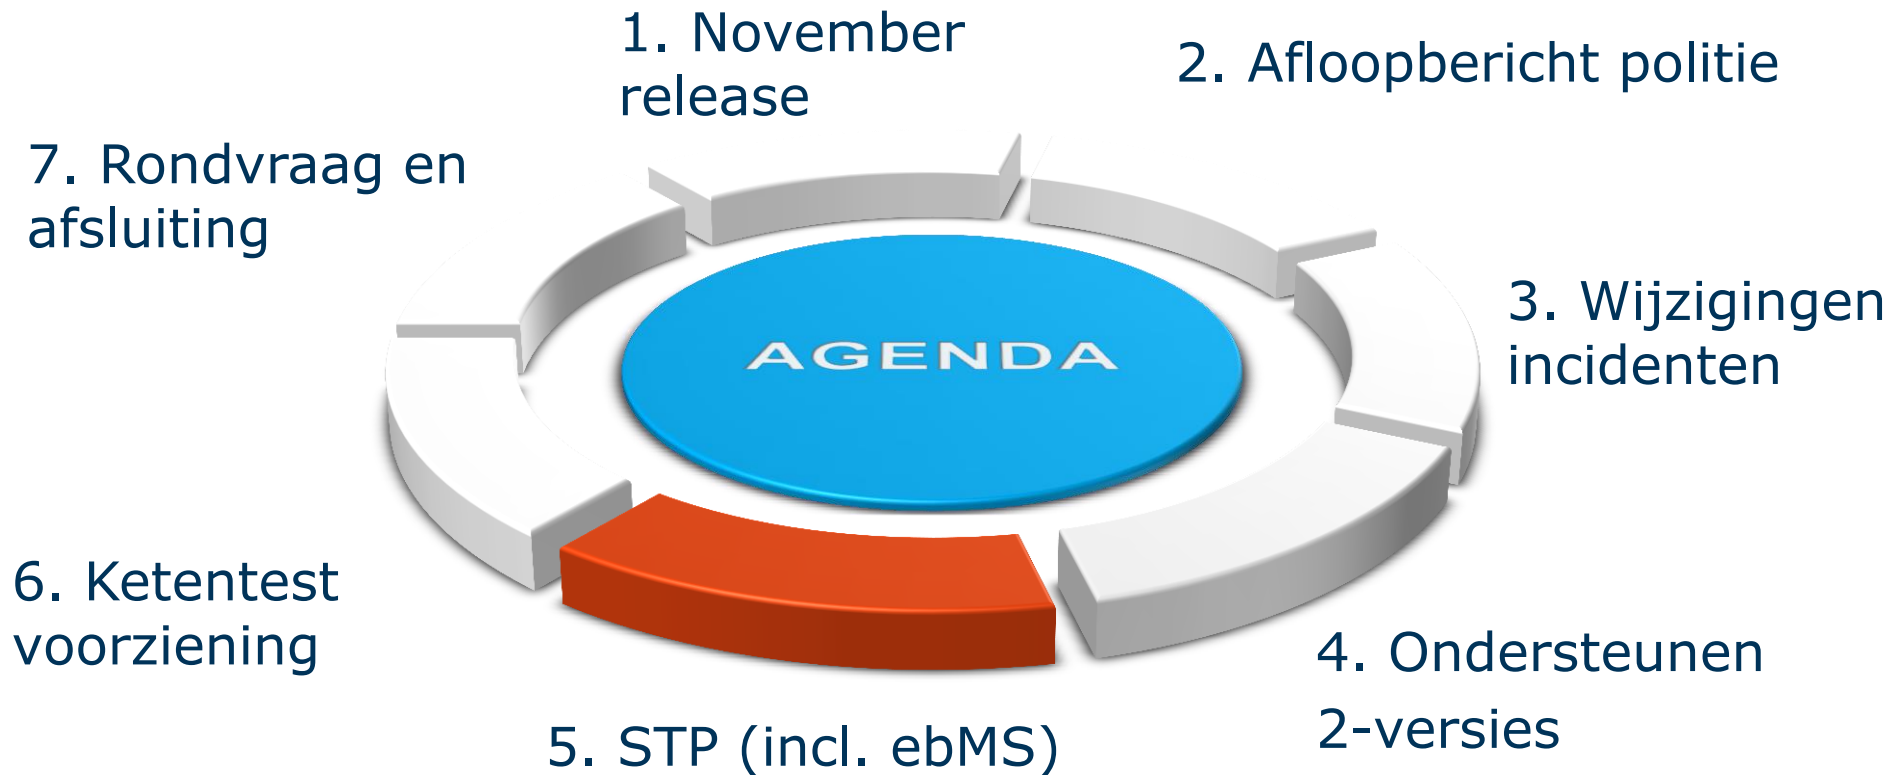 1. November
release
2. Afloopbericht politie
3. Wijzigingen
incidenten
4. Ondersteunen
2-versies
5. STP (incl. ebMS)
6. Ketentest
voorziening
7. Rondvraag en
afsluiting
AGENDA